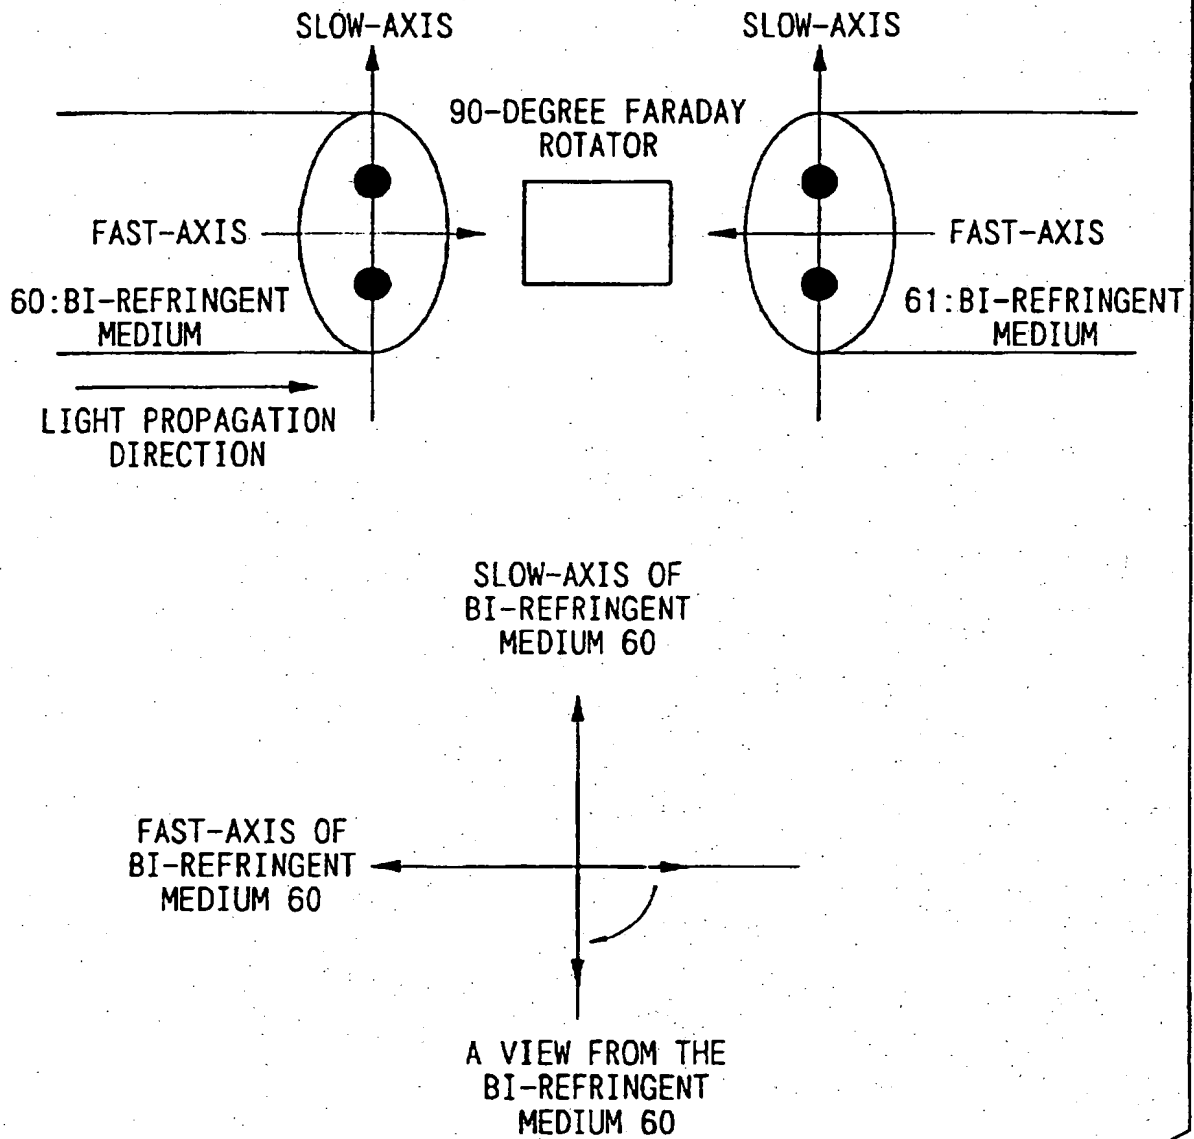 SLOW-AXIS
SLOW-AXIS
90-DEGREE FARADAY
ROTATOR
FAST-AXIS
FAST-AXIS
60:BI-REFRINGENT
MEDIUM
61:BI-REFRINGENT
MEDIUM
LIGHT PROPAGATION
DIRECTION
SLOW-AXIS OF
BI-REFRINGENT
MEDIUM 60
FAST-AXIS OF
BI-REFRINGENT
MEDIUM 60
A VIEW FROM THE
BI-REFRINGENT
MEDIUM 60